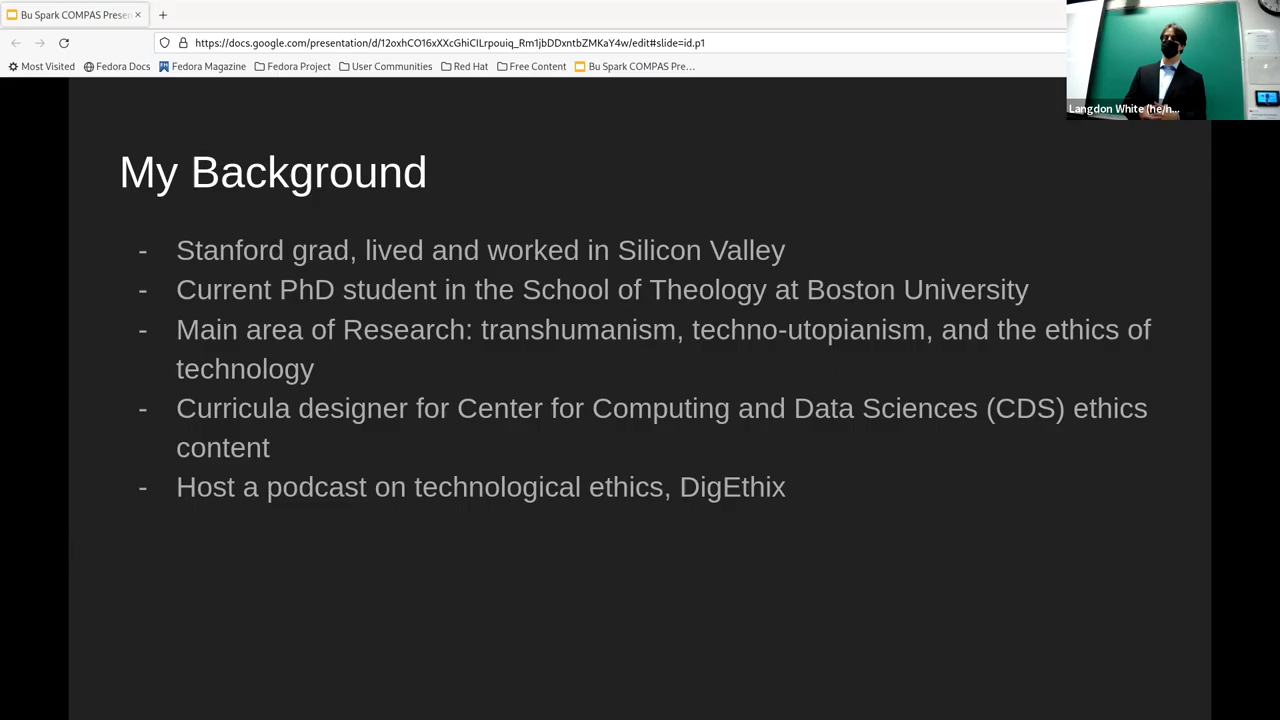 Bu Spark COMPAS Presen
https://docs.google.com/presentation/d/12oxhCO16xXXcGhiCILrpouiq_Rm1jbDDxntbZMKaY4w/edit#slide=id.p1
Most Visited Fedora Docs Fedora Magazine Fedora Project User Communities Red Hat Free Content Bu Spark COMPAS Pre...
Langdon White (he/h...
My Background
- Stanford grad, lived and worked in Silicon Valley
- Current PhD student in the School of Theology at Boston University
- Main area of Research: transhumanism, techno-utopianism, and the ethics of
technology
- Curricula designer for Center for Computing and Data Sciences (CDS) ethics
content
- Host a podcast on technological ethics, DigEthix